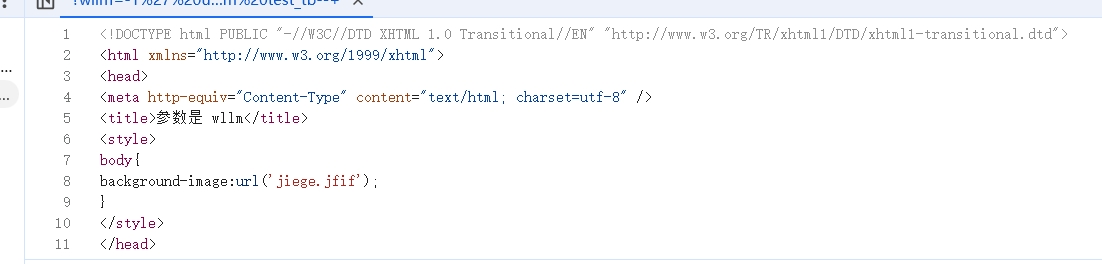 ?wllm=-1%27%20d...m%20test_tb--+
1 <!DOCTYPE html PUBLIC "-//W3C//DTD XHTML 1.0 Transitional//EN" "http://www.w3.org/TR/xhtml1/DTD/xhtml1-transitional.dtd">
2 <html xmlns="http://www.w3.org/1999/xhtml">
3 <head>
4 <meta http-equiv="Content-Type" content="text/html; charset=utf-8" />
5 <title>参数是 wllm</title>
6 <style>
7 body{
8 background-image:url('jiege.jfif');
9 }
10 </style>
11 </head>